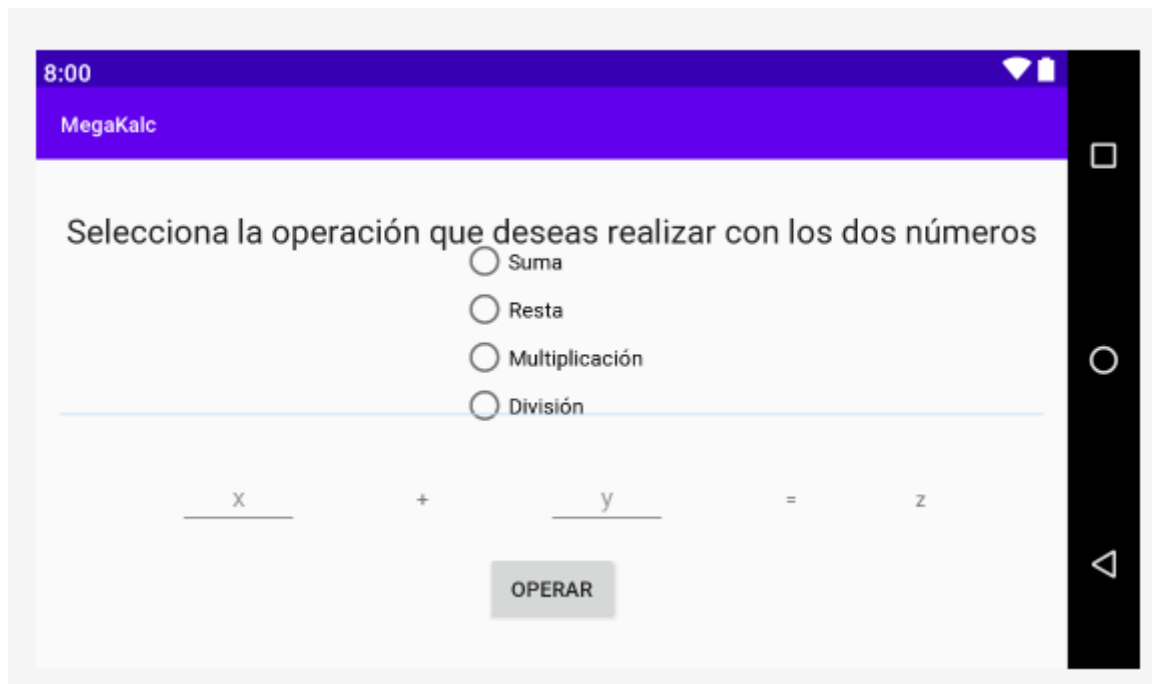 8:00
MegaKalc
Selecciona la operación que deseas realizar con los dos números
Suma
Resta
Multiplicación
División
x + y = z
OPERAR